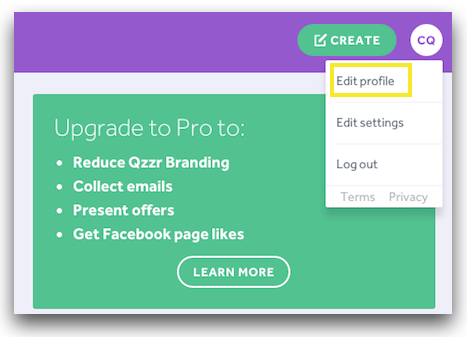 CREATE
CQ
Edit profile
Edit settings
Log out
Terms Privacy
Upgrade to Pro to:
Reduce Qzzr Branding
Collect emails
Present offers
Get Facebook page likes
LEARN MORE